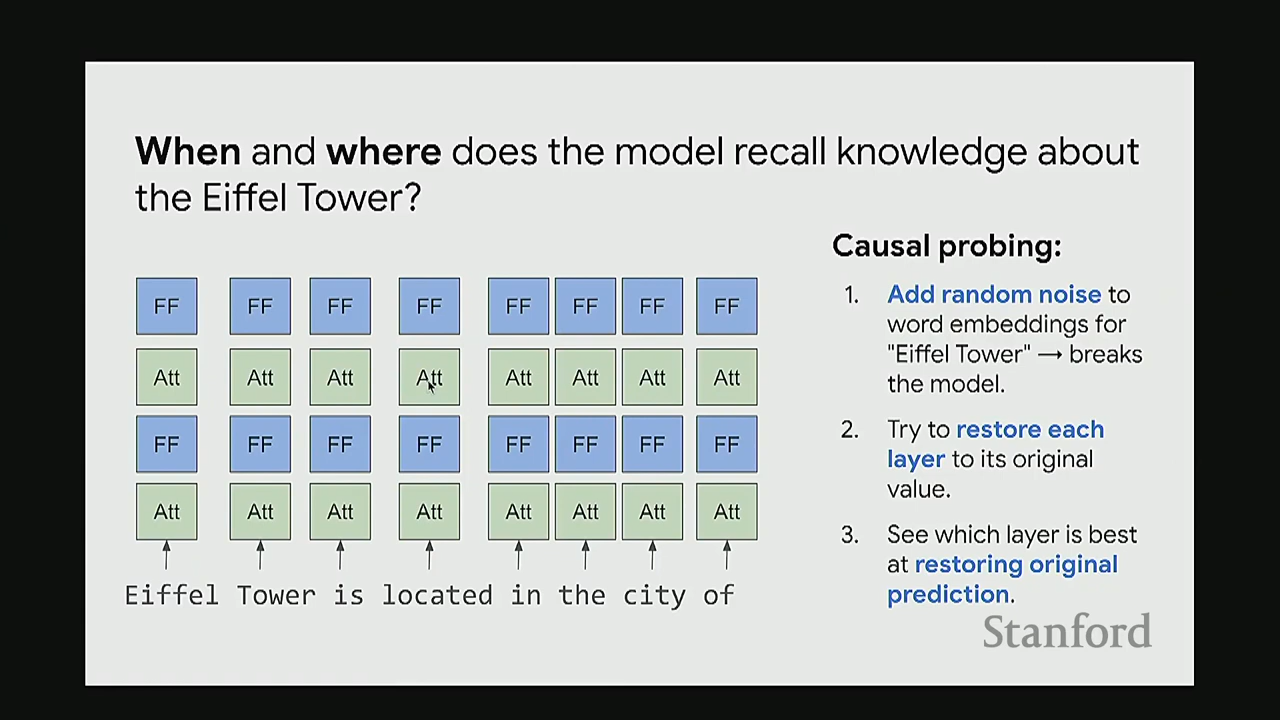 When and where does the model recall knowledge about
the Eiffel Tower?
Causal probing:
1. Add random noise to
word embeddings for
"Eiffel Tower" → breaks
the model.
2. Try to restore each
layer to its original
value.
3. See which layer is best
at restoring original
prediction.
FF FF FF FF FF FF FF FF
Att Att Att Att Att Att Att Att
FF FF FF FF FF FF FF FF
Att Att Att Att Att Att Att Att
Eiffel Tower is located in the city of
Stanford